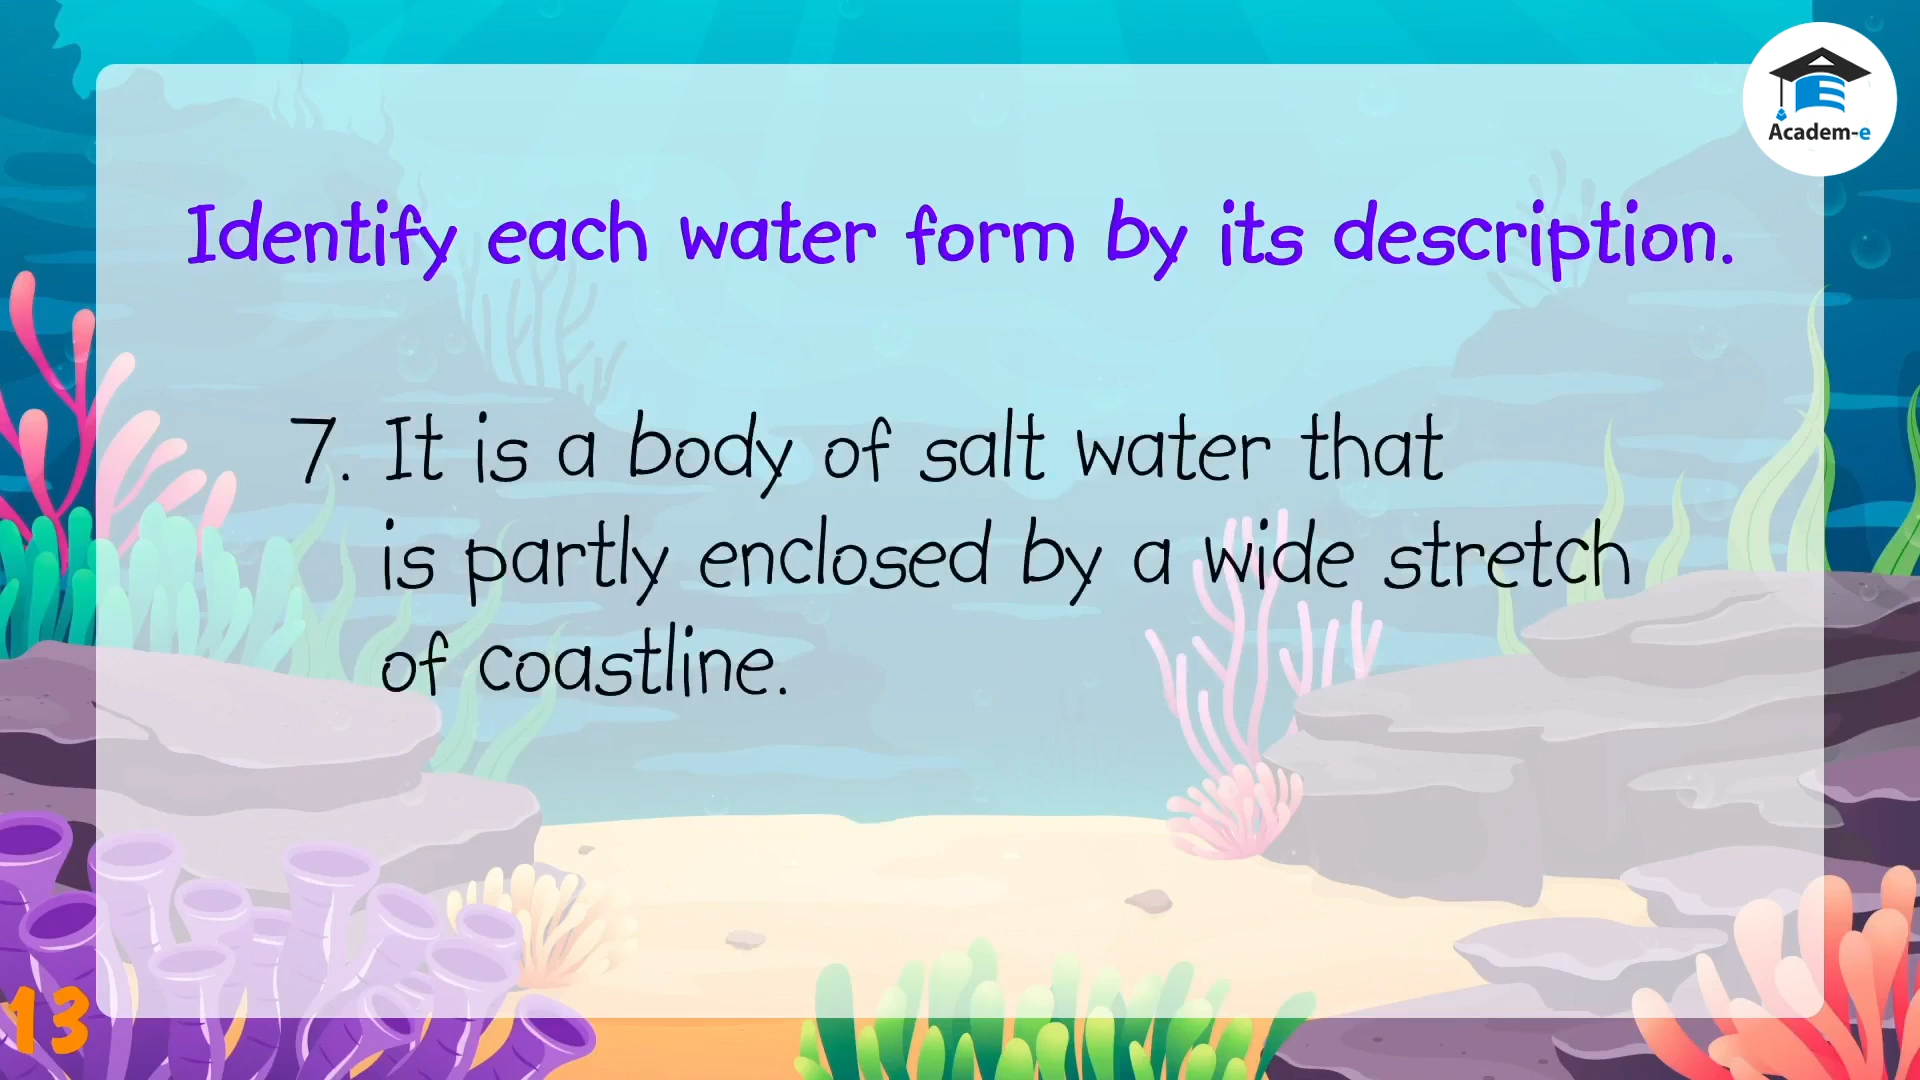 Academ-e
Identify each water form by its description.
7. It is a body of salt water that
is partly enclosed by a wide stretch
of coastline.
13